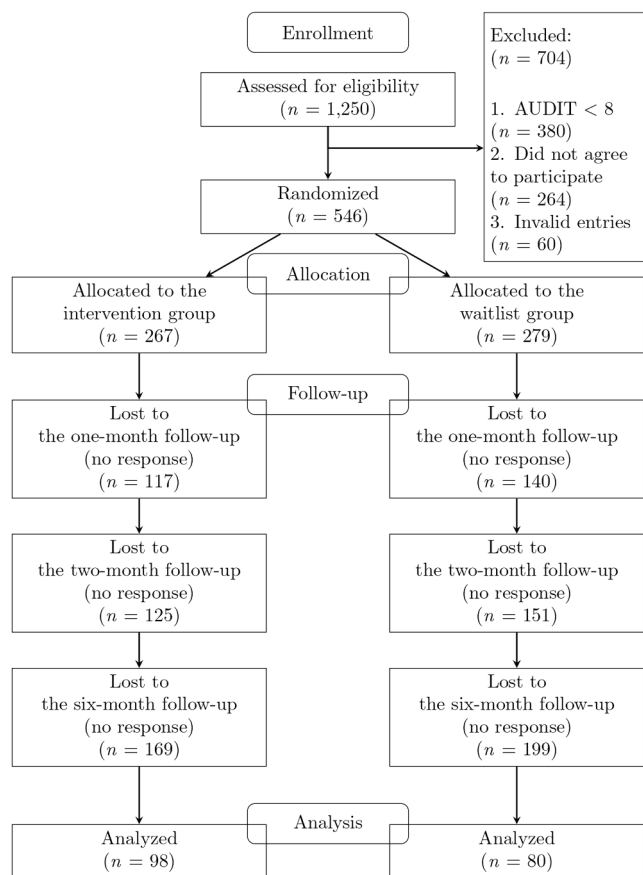 Enrollment
Excluded:
(n = 704)
1. AUDIT < 8
(n = 380)
2. Did not agree
to participate
(n = 264)
3. Invalid entries
(n = 60)
Assessed for eligibility
(n = 1,250)
Randomized
(n = 546)
Allocation
Allocated to the
intervention group
(n = 267)
Allocated to the
waitlist group
(n = 279)
Follow-up
Lost to
the one-month follow-up
(no response)
(n = 117)
Lost to
the one-month follow-up
(no response)
(n = 140)
Lost to
the two-month follow-up
(no response)
(n = 125)
Lost to
the two-month follow-up
(no response)
(n = 151)
Lost to
the six-month follow-up
(no response)
(n = 169)
Lost to
the six-month follow-up
(no response)
(n = 199)
Analysis
Analyzed
(n = 98)
Analyzed
(n = 80)